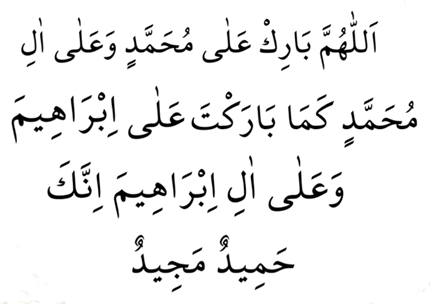 اَللّٰهُمَّ بَارِكْ عَلٰى مُحَمَّدٍ وَعَلٰى اٰلِ
مُحَمَّدٍ كَمَا بَارَكْتَ عَلٰى اِبْرَاهِيمَ
وَعَلٰى اٰلِ اِبْرَاهِيمَ اِنَّكَ
حَمِيدٌ مَجِيدٌ